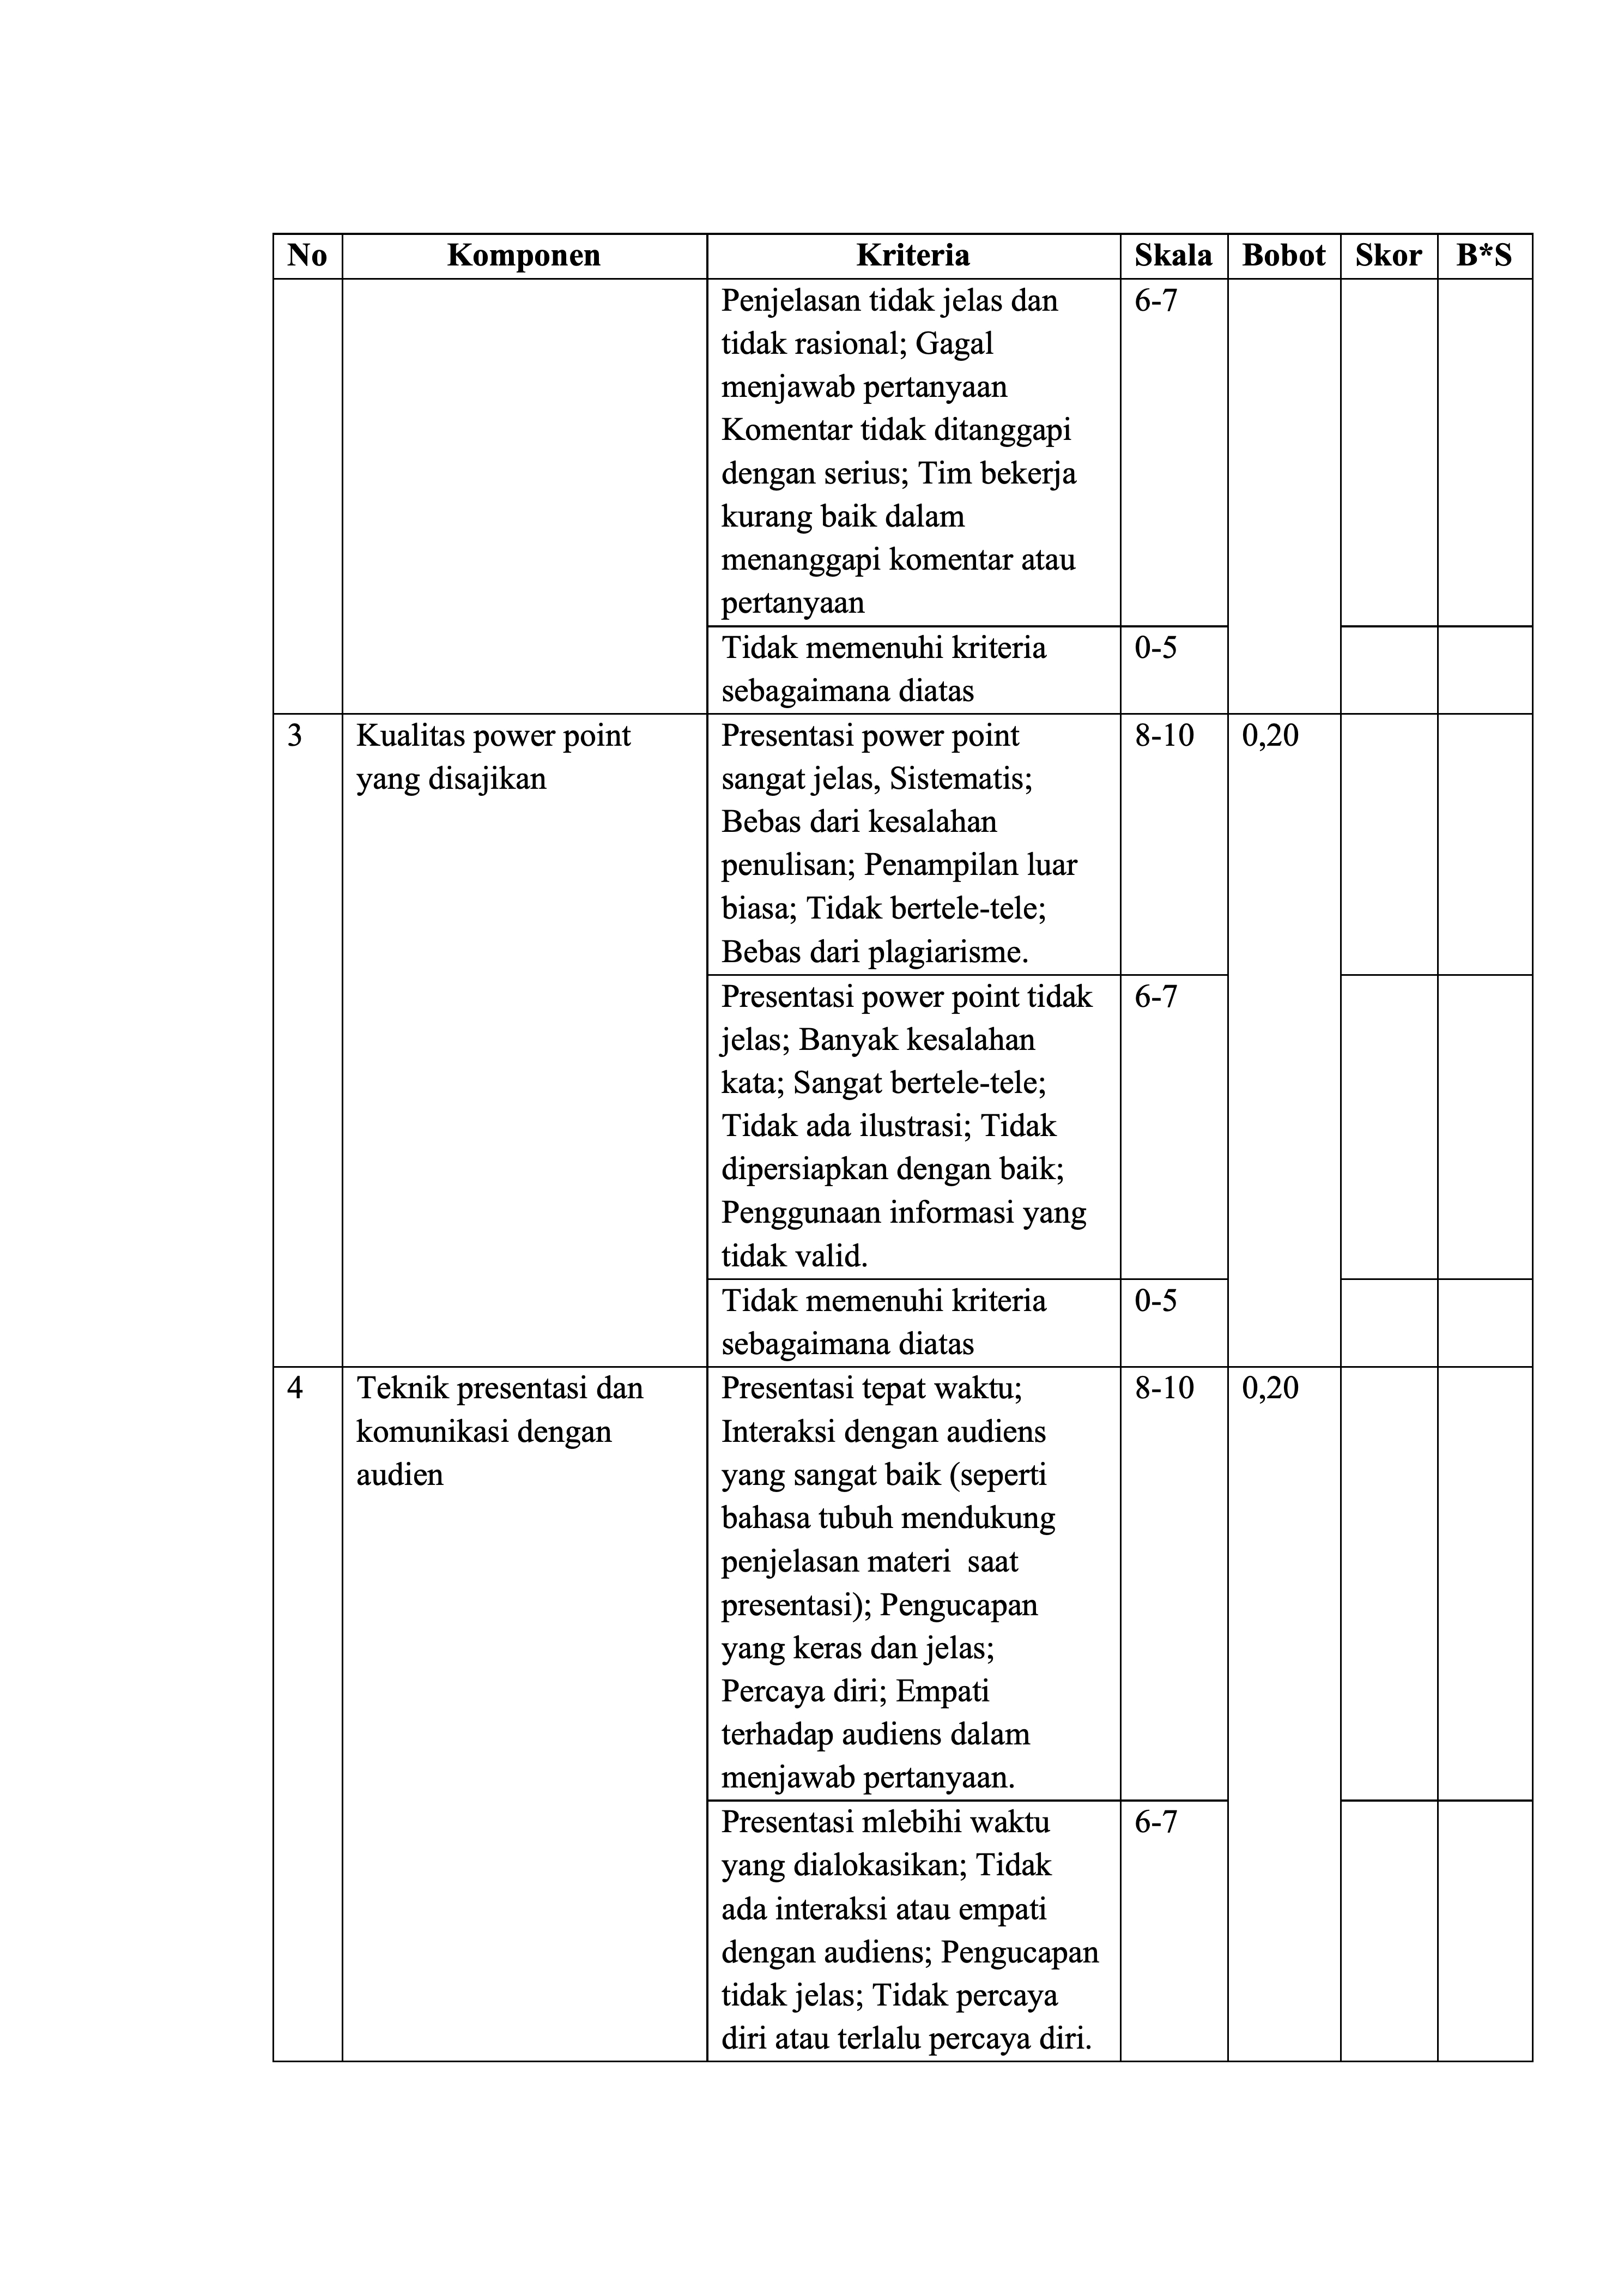 No Komponen Kriteria Skala Bobot Skor B*S
Penjelasan tidak jelas dan 6-7
tidak rasional; Gagal
menjawab pertanyaan
Komentar tidak ditanggapi
dengan serius; Tim bekerja
kurang baik dalam
menanggapi komentar atau
pertanyaan
Tidak memenuhi kriteria 0-5
sebagaimana diatas
3 Kualitas power point Presentasi power point 8-10 0,20
yang disajikan sangat jelas, Sistematis;
Bebas dari kesalahan
penulisan; Penampilan luar
biasa; Tidak bertele-tele;
Bebas dari plagiarisme.
Presentasi power point tidak 6-7
jelas; Banyak kesalahan
kata; Sangat bertele-tele;
Tidak ada ilustrasi; Tidak
dipersiapkan dengan baik;
Penggunaan informasi yang
tidak valid.
Tidak memenuhi kriteria 0-5
sebagaimana diatas
4 Teknik presentasi dan Presentasi tepat waktu; 8-10 0,20
komunikasi dengan Interaksi dengan audiens
audien yang sangat baik (seperti
bahasa tubuh mendukung
penjelasan materi  saat
presentasi); Pengucapan
yang keras dan jelas;
Percaya diri; Empati
terhadap audiens dalam
menjawab pertanyaan.
Presentasi mlebihi waktu 6-7
yang dialokasikan; Tidak
ada interaksi atau empati
dengan audiens; Pengucapan
tidak jelas; Tidak percaya
diri atau terlalu percaya diri.